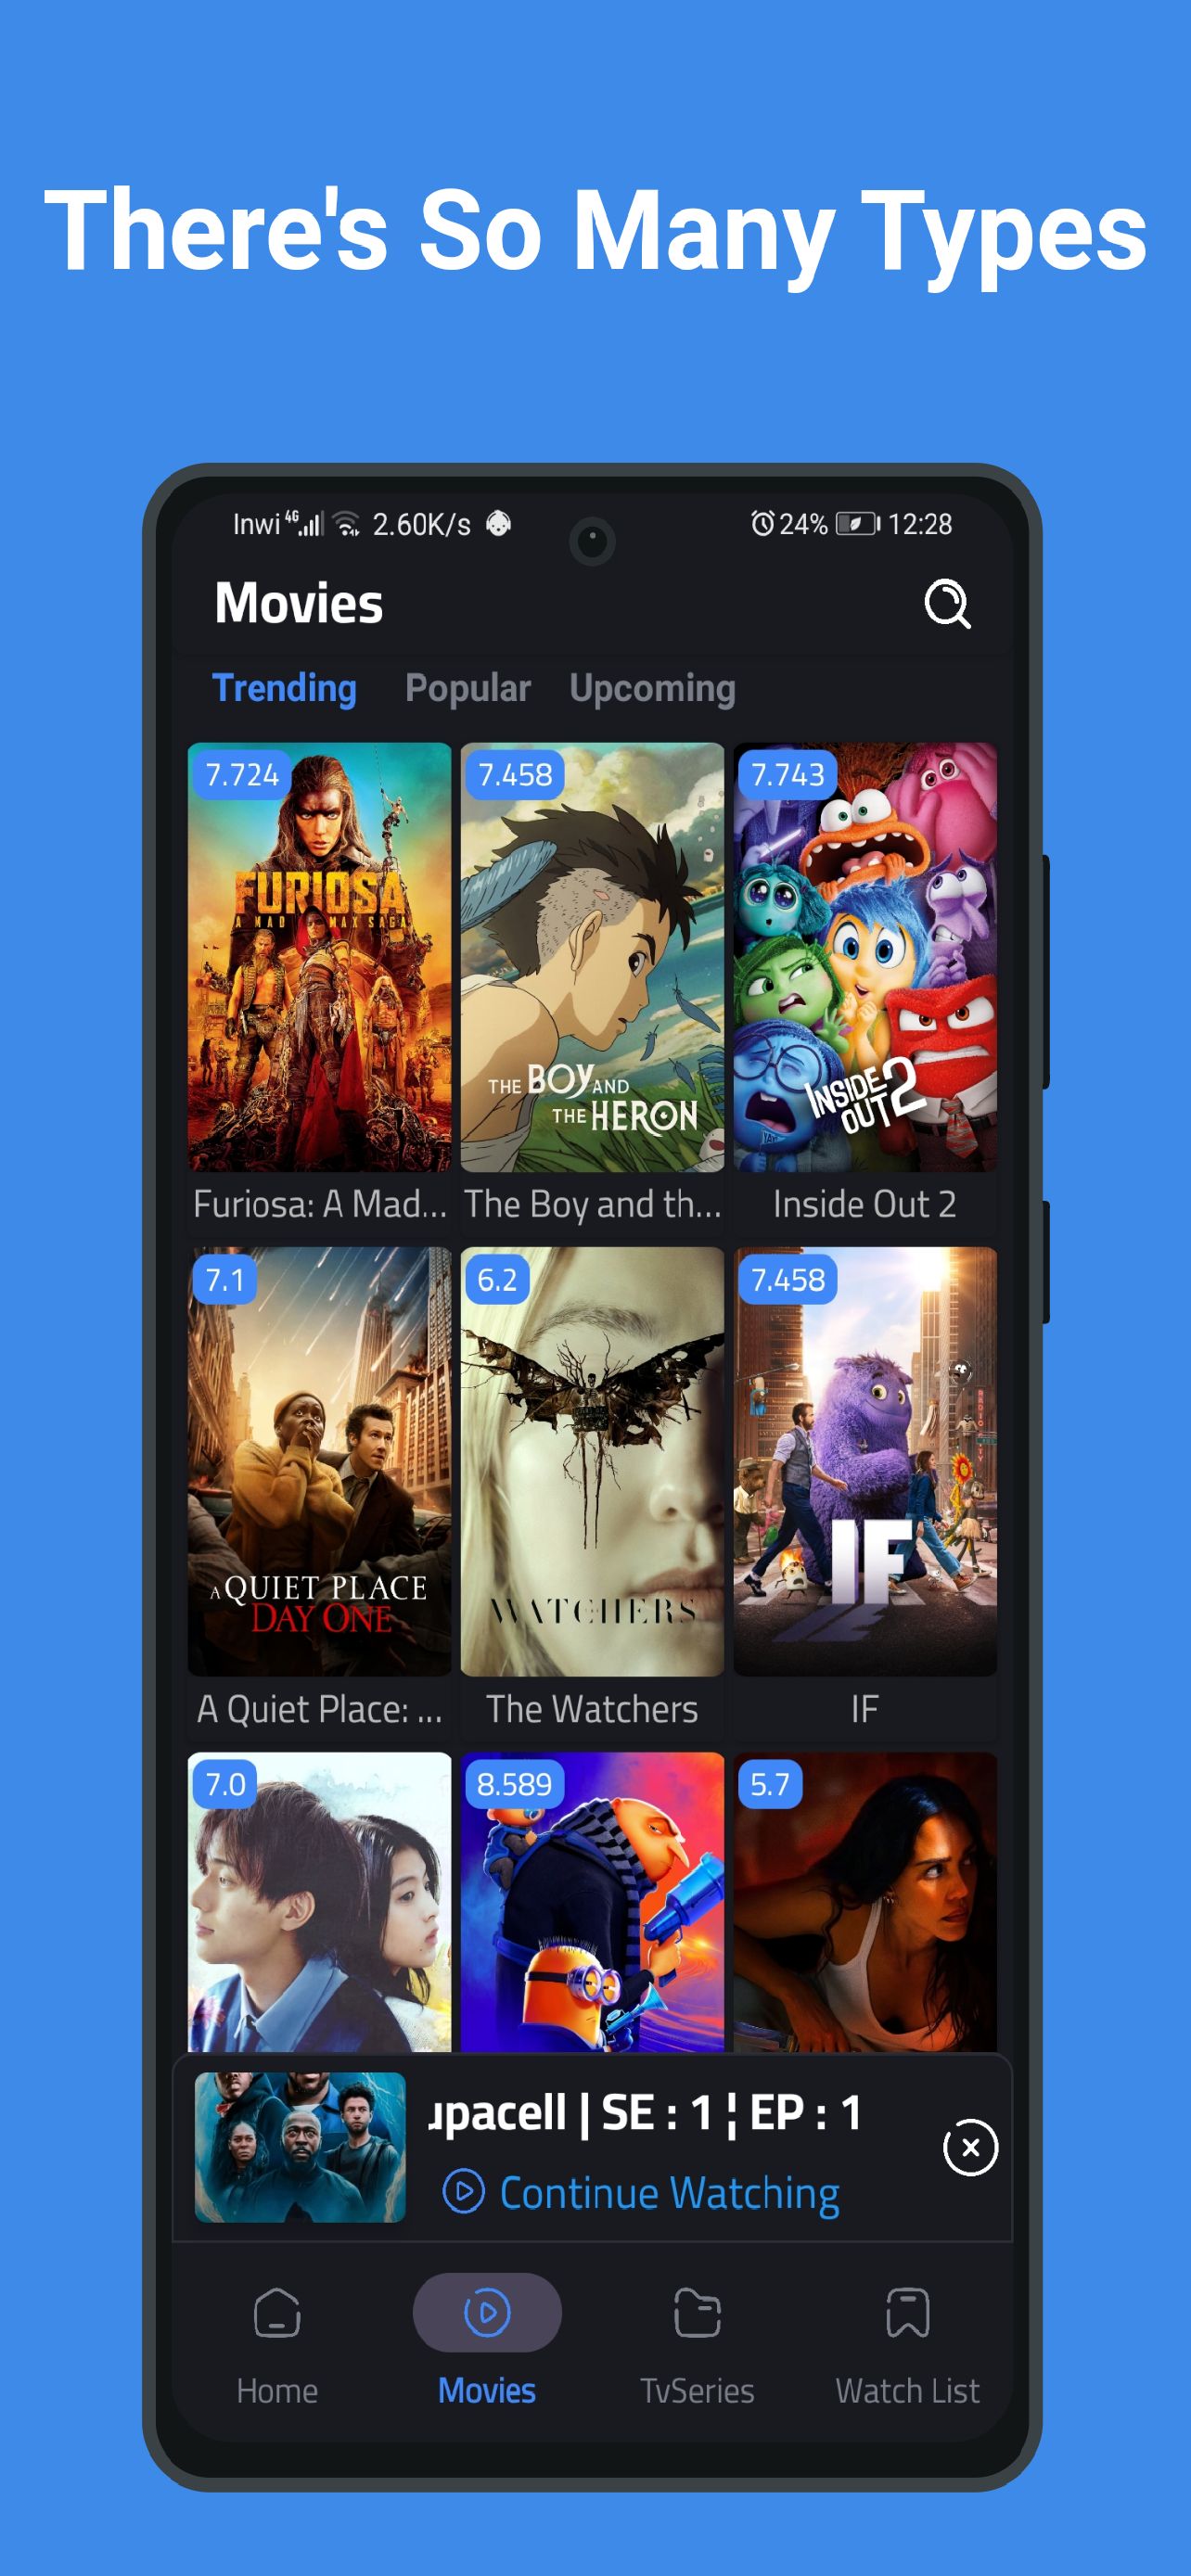 There's So Many Types
Inwi 4G 2.60K/s 24% 12:28
Movies
Trending Popular Upcoming
7.724 7.458 7.743
FURIOSA
A MAD MAX SAGA
THE BOY AND
THE HERON
INSIDE
OUT 2
Furiosa: A Mad... The Boy and th... Inside Out 2
7.1 6.2 7.458
A QUIET PLACE
DAY ONE
WATCHERS
IF
A Quiet Place: ... The Watchers IF
7.0 8.589 5.7
pacell | SE : 1 ¦ EP : 1
Continue Watching
Home Movies TvSeries Watch List